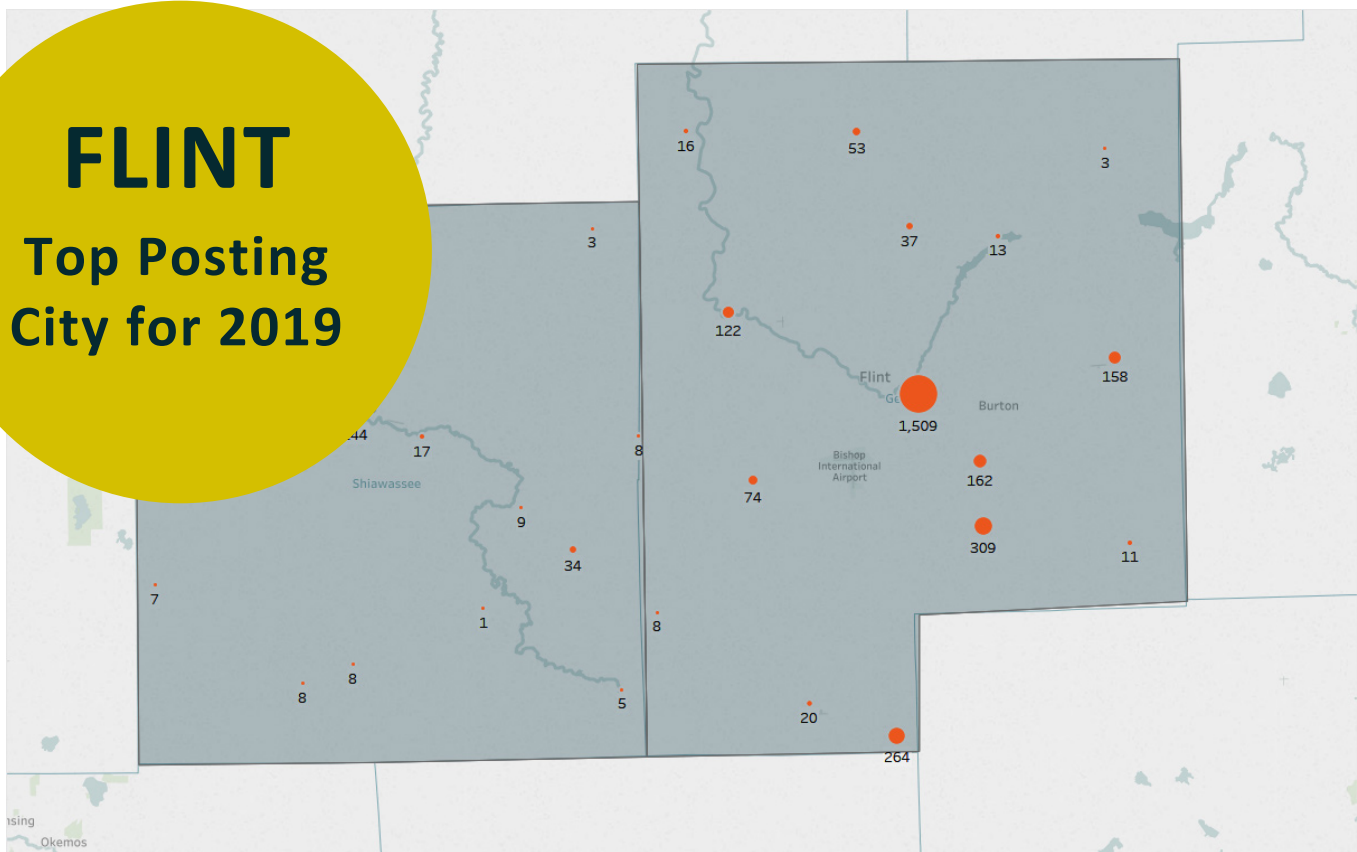 FLINT
Top Posting
City for 2019
16
53
3
3
37
13
122
158
Flint
Burton
1,509
44
17
8
Bishop
International
Airport
162
Shiawassee
74
9
309
34
11
7
1
8
8
8
5
20
264
Okemos